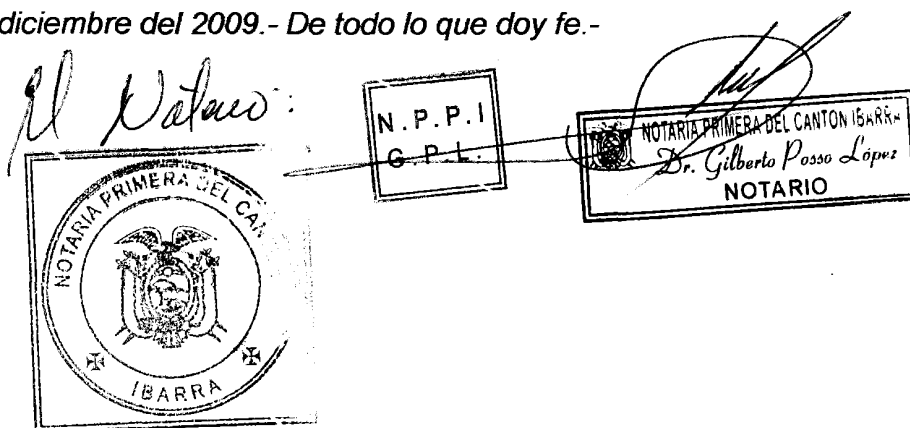 diciembre del 2009.- De todo lo que doy fe.-
El Notario:
N.P.P.I
G.P.L.
NOTARIA PRIMERA DEL CANTON IBARRA
Dr. Gilberto Posso López
NOTARIO
NOTARIA PRIMERA DEL CAN
IBARRA